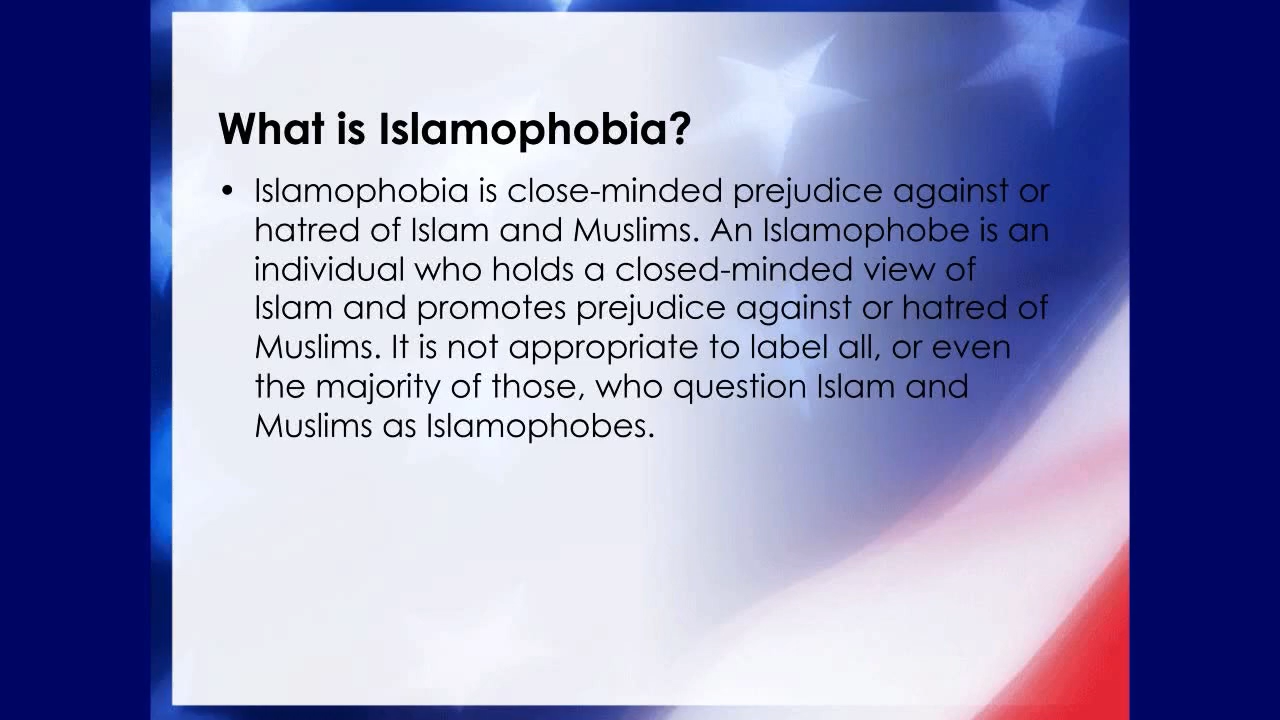 What is Islamophobia?
• Islamophobia is close-minded prejudice against or
hatred of Islam and Muslims. An Islamophobe is an
individual who holds a closed-minded view of
Islam and promotes prejudice against or hatred of
Muslims. It is not appropriate to label all, or even
the majority of those, who question Islam and
Muslims as Islamophobes.